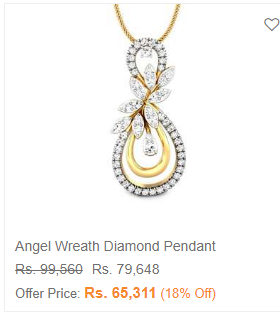 Angel Wreath Diamond Pendant
Rs. 99,560 Rs. 79,648
Offer Price: Rs. 65,311 (18% Off)